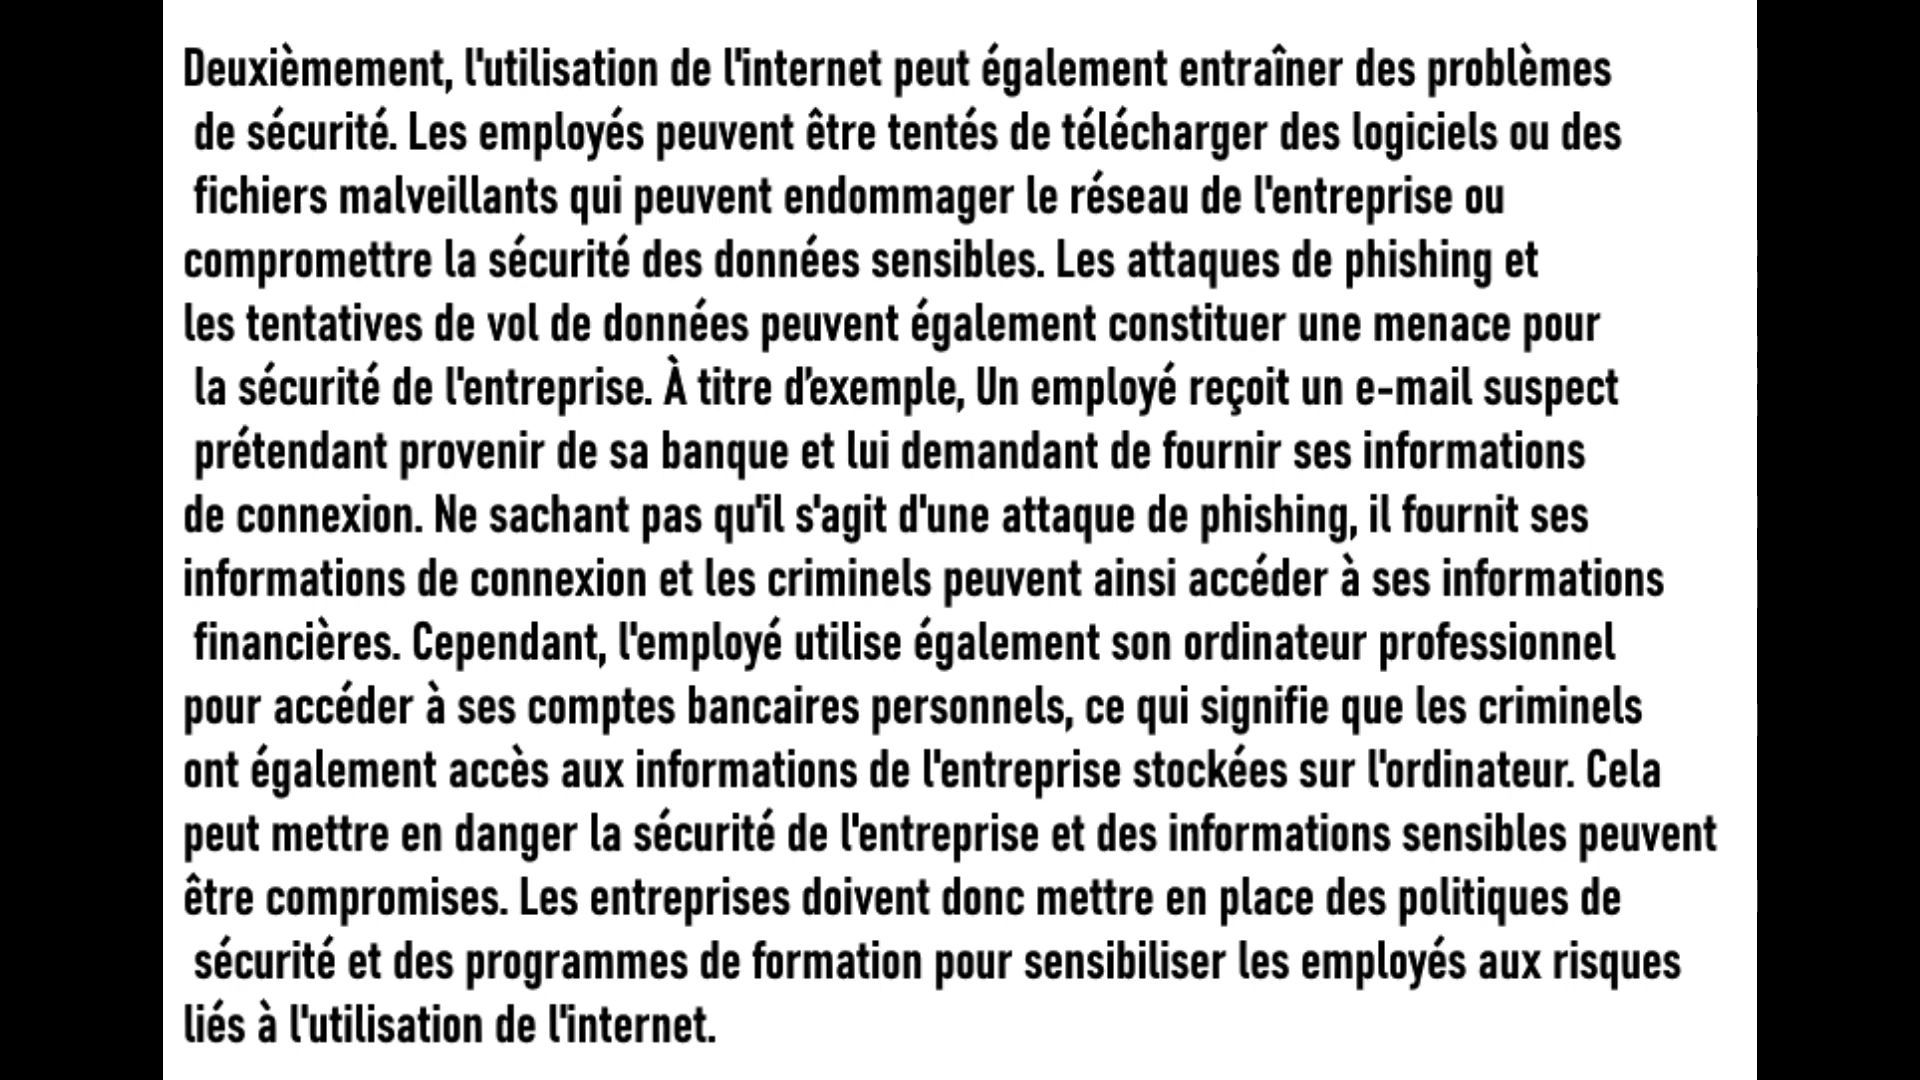 Deuxièmement, l'utilisation de l'internet peut également entraîner des problèmes
de sécurité. Les employés peuvent être tentés de télécharger des logiciels ou des
fichiers malveillants qui peuvent endommager le réseau de l'entreprise ou
compromettre la sécurité des données sensibles. Les attaques de phishing et
les tentatives de vol de données peuvent également constituer une menace pour
la sécurité de l'entreprise. À titre d’exemple, Un employé reçoit un e-mail suspect
prétendant provenir de sa banque et lui demandant de fournir ses informations
de connexion. Ne sachant pas qu'il s'agit d'une attaque de phishing, il fournit ses
informations de connexion et les criminels peuvent ainsi accéder à ses informations
financières. Cependant, l'employé utilise également son ordinateur professionnel
pour accéder à ses comptes bancaires personnels, ce qui signifie que les criminels
ont également accès aux informations de l'entreprise stockées sur l'ordinateur. Cela
peut mettre en danger la sécurité de l'entreprise et des informations sensibles peuvent
être compromises. Les entreprises doivent donc mettre en place des politiques de
sécurité et des programmes de formation pour sensibiliser les employés aux risques
liés à l'utilisation de l'internet.